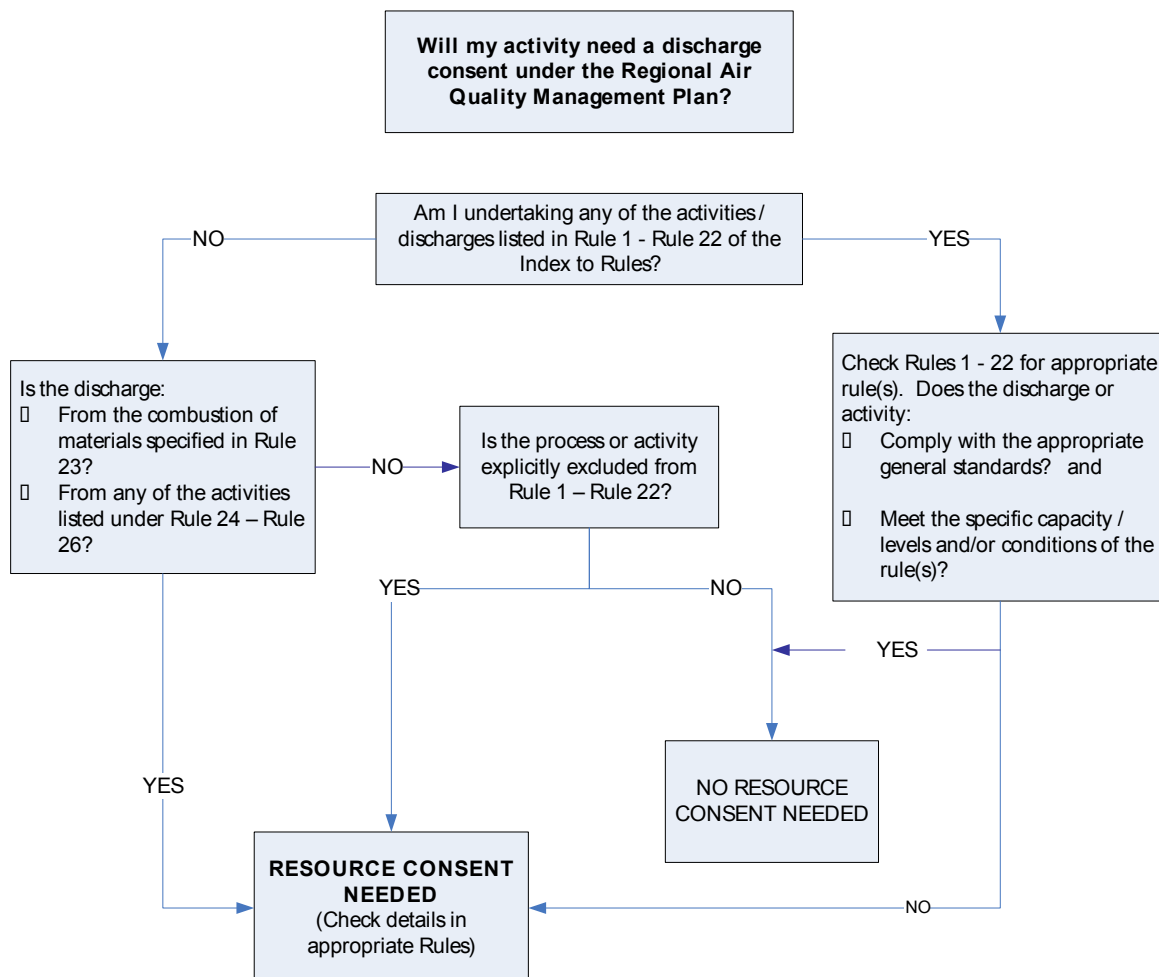 Will my activity need a discharge
consent under the Regional Air
Quality Management Plan?
Am I undertaking any of the activities /
discharges listed in Rule 1 - Rule 22 of the
Index to Rules?
NO
YES
Is the discharge:
▯ From the combustion of
materials specified in Rule
23?
▯ From any of the activities
listed under Rule 24 – Rule
26?
NO
Is the process or activity
explicitly excluded from
Rule 1 – Rule 22?
Check Rules 1 - 22 for appropriate
rule(s). Does the discharge or
activity:
▯ Comply with the appropriate
general standards? and
▯ Meet the specific capacity /
levels and/or conditions of the
rule(s)?
YES
NO
YES
YES
NO RESOURCE
CONSENT NEEDED
RESOURCE CONSENT
NEEDED
(Check details in
appropriate Rules)
NO